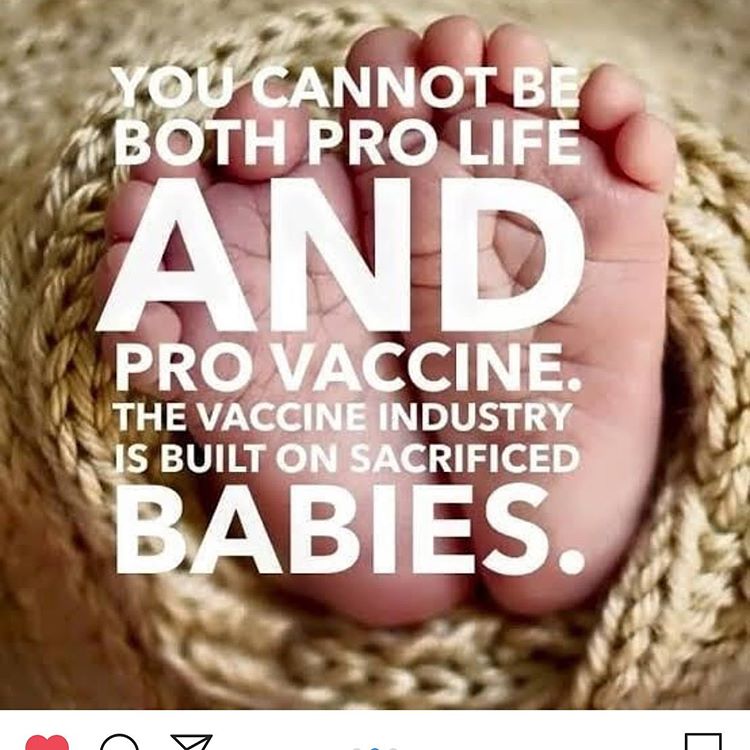 YOU CANNOT BE
BOTH PRO LIFE
AND
PRO VACCINE.
THE VACCINE INDUSTRY
IS BUILT ON SACRIFICED
BABIES.